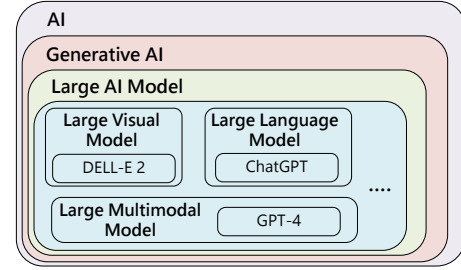 AI
Generative AI
Large AI Model
Large Visual
Model
DELL-E 2
Large Language
Model
ChatGPT
....
Large Multimodal
Model
GPT-4